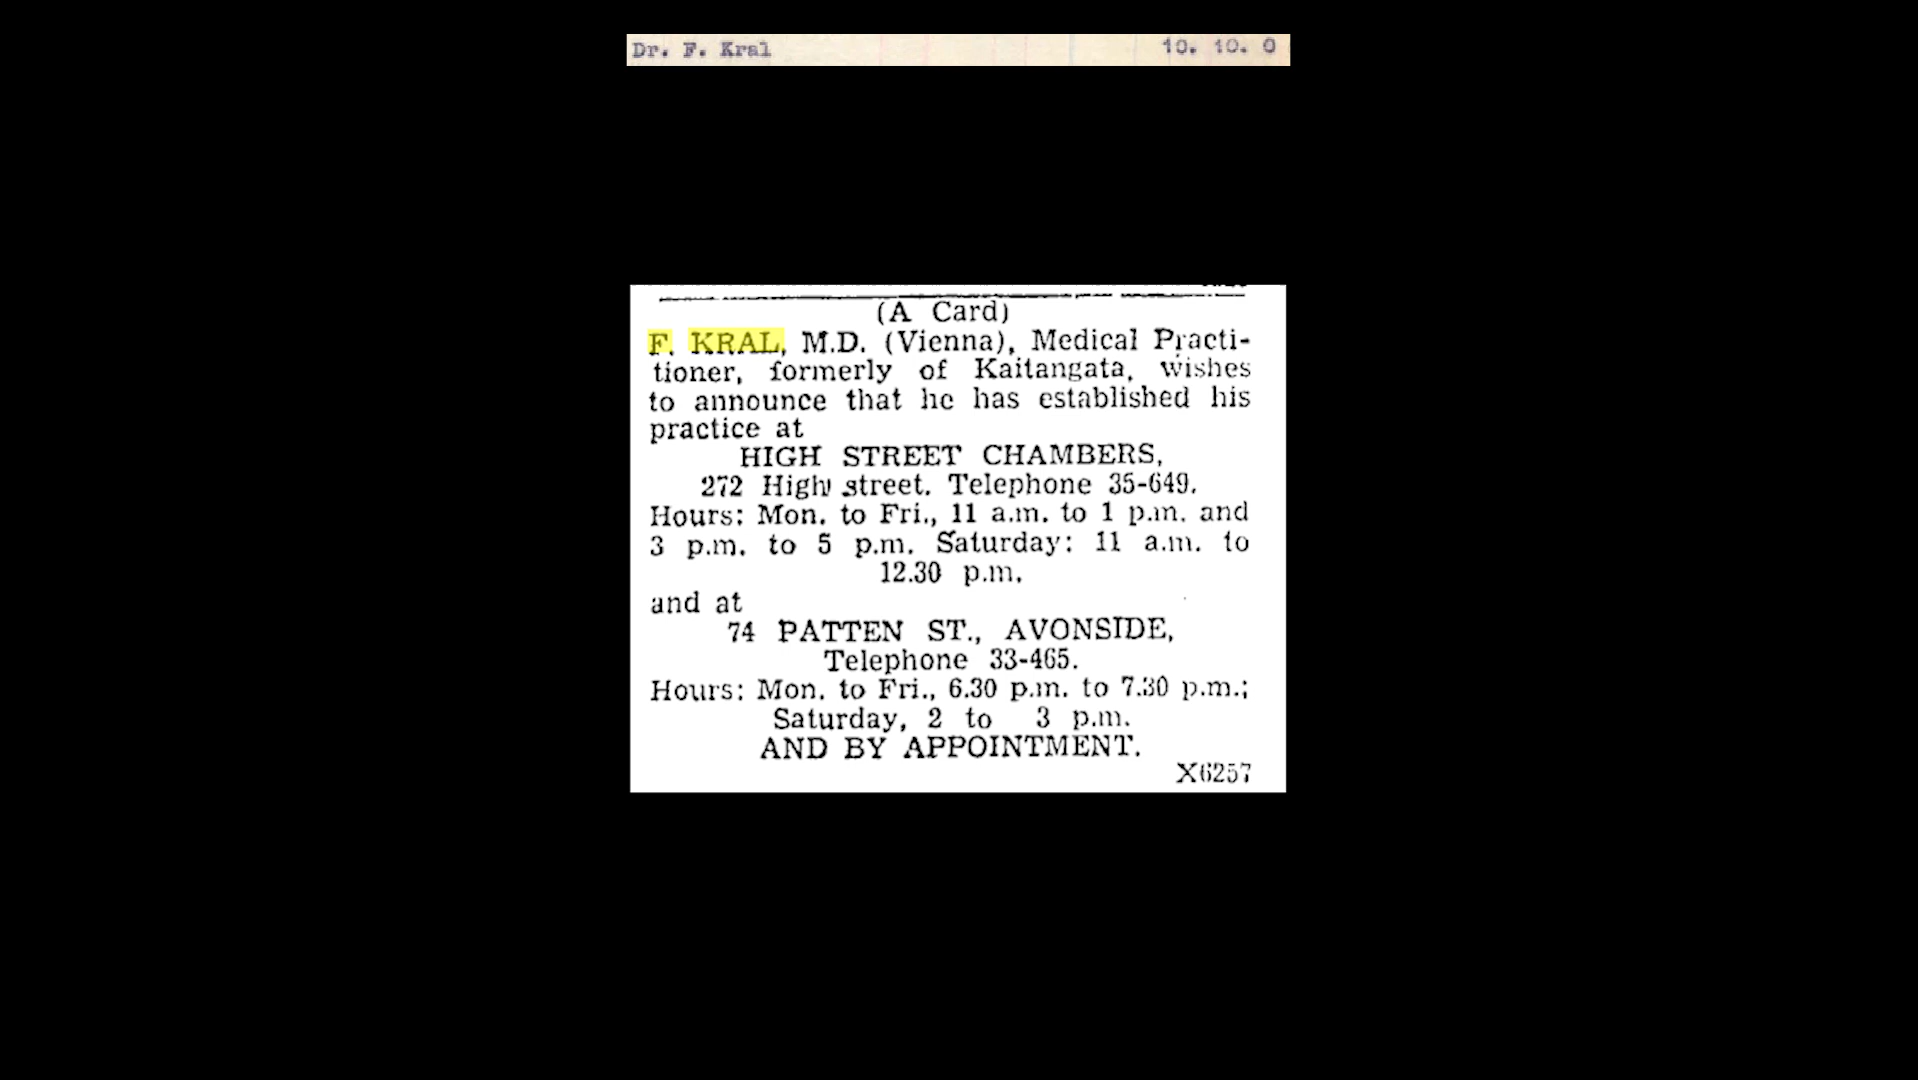 Dr. F. Kral 10. 10. 0
(A Card)
F. KRAL, M.D. (Vienna), Medical Practi-
tioner, formerly of Kaitangata, wishes
to announce that he has established his
practice at
HIGH STREET CHAMBERS,
272 High street. Telephone 35-649.
Hours: Mon. to Fri., 11 a.m. to 1 p.m. and
3 p.m. to 5 p.m. Saturday: 11 a.m. to
12.30 p.m.
and at
74 PATTEN ST., AVONSIDE,
Telephone 33-465.
Hours: Mon. to Fri., 6.30 p.m. to 7.30 p.m.;
Saturday, 2 to 3 p.m.
AND BY APPOINTMENT.
X6257